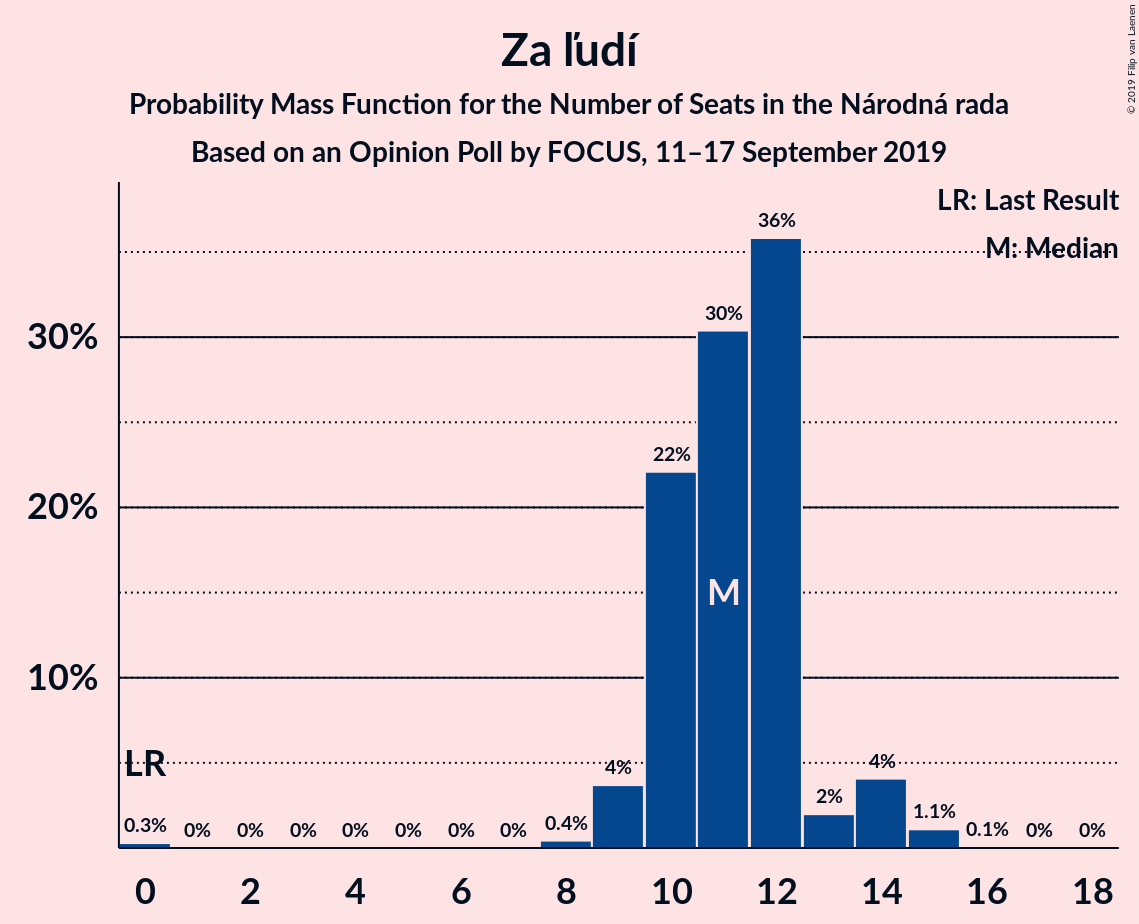 Za ľudí
Probability Mass Function for the Number of Seats in the Národná rada
Based on an Opinion Poll by FOCUS, 11–17 September 2019
© 2019 Filip van Laenen
LR: Last Result
M: Median
36%
30%
22%
4%
0.4%
2%
4%
1.1%
0.1%
0%
0%
0.3%
0%
0%
0%
0%
0%
0%
0%
30%
20%
10%
LR
M
0 2 4 6 8 10 12 14 16 18